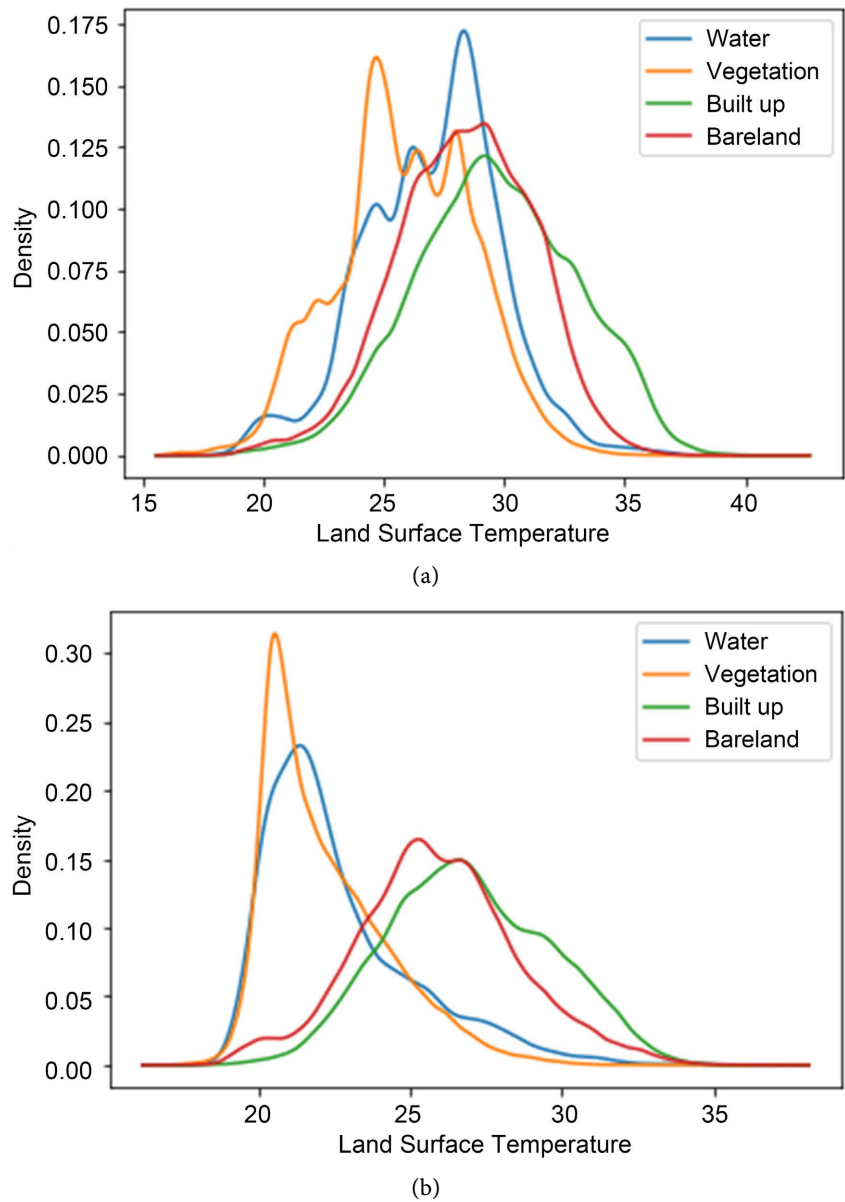 0.175
0.150
0.125
0.100
0.075
0.050
0.025
0.000
Density
Water
Vegetation
Built up
Bareland
15 20 25 30 35 40
Land Surface Temperature
(a)
0.30
0.25
0.20
0.15
0.10
0.05
0.00
Density
Water
Vegetation
Built up
Bareland
20 25 30 35
Land Surface Temperature
(b)